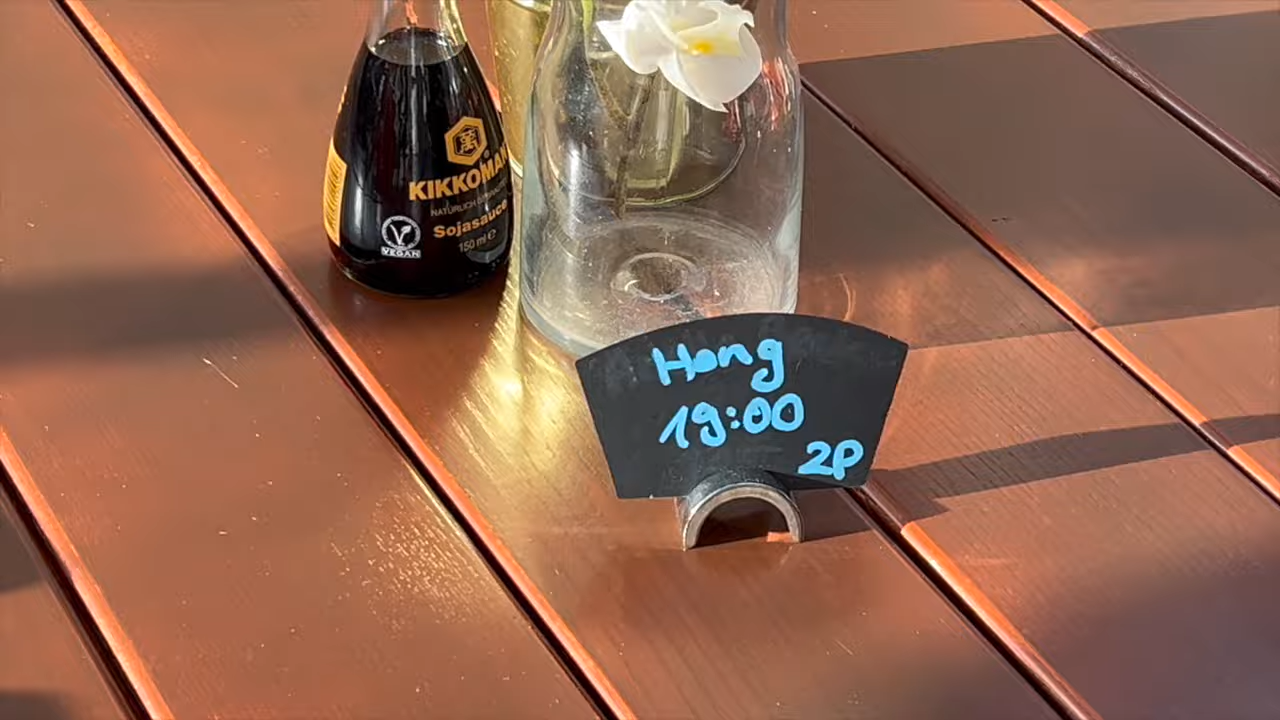 KIKKOMAN
NATÜRLICH GEBRAUT
Sojasauce
150 ml e
VEGAN
Hong
19:00
2P